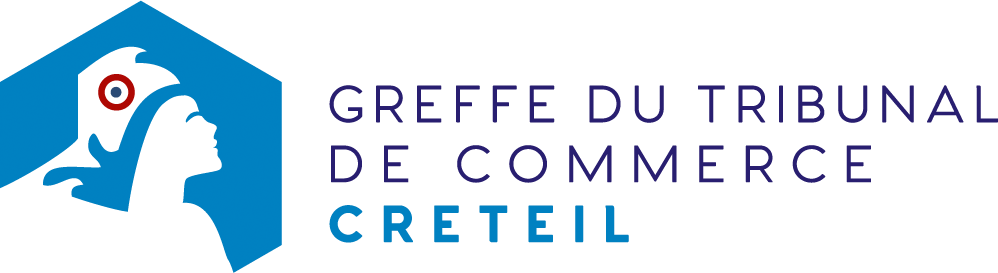 GREFFE DU TRIBUNAL
DE COMMERCE
CRETEIL